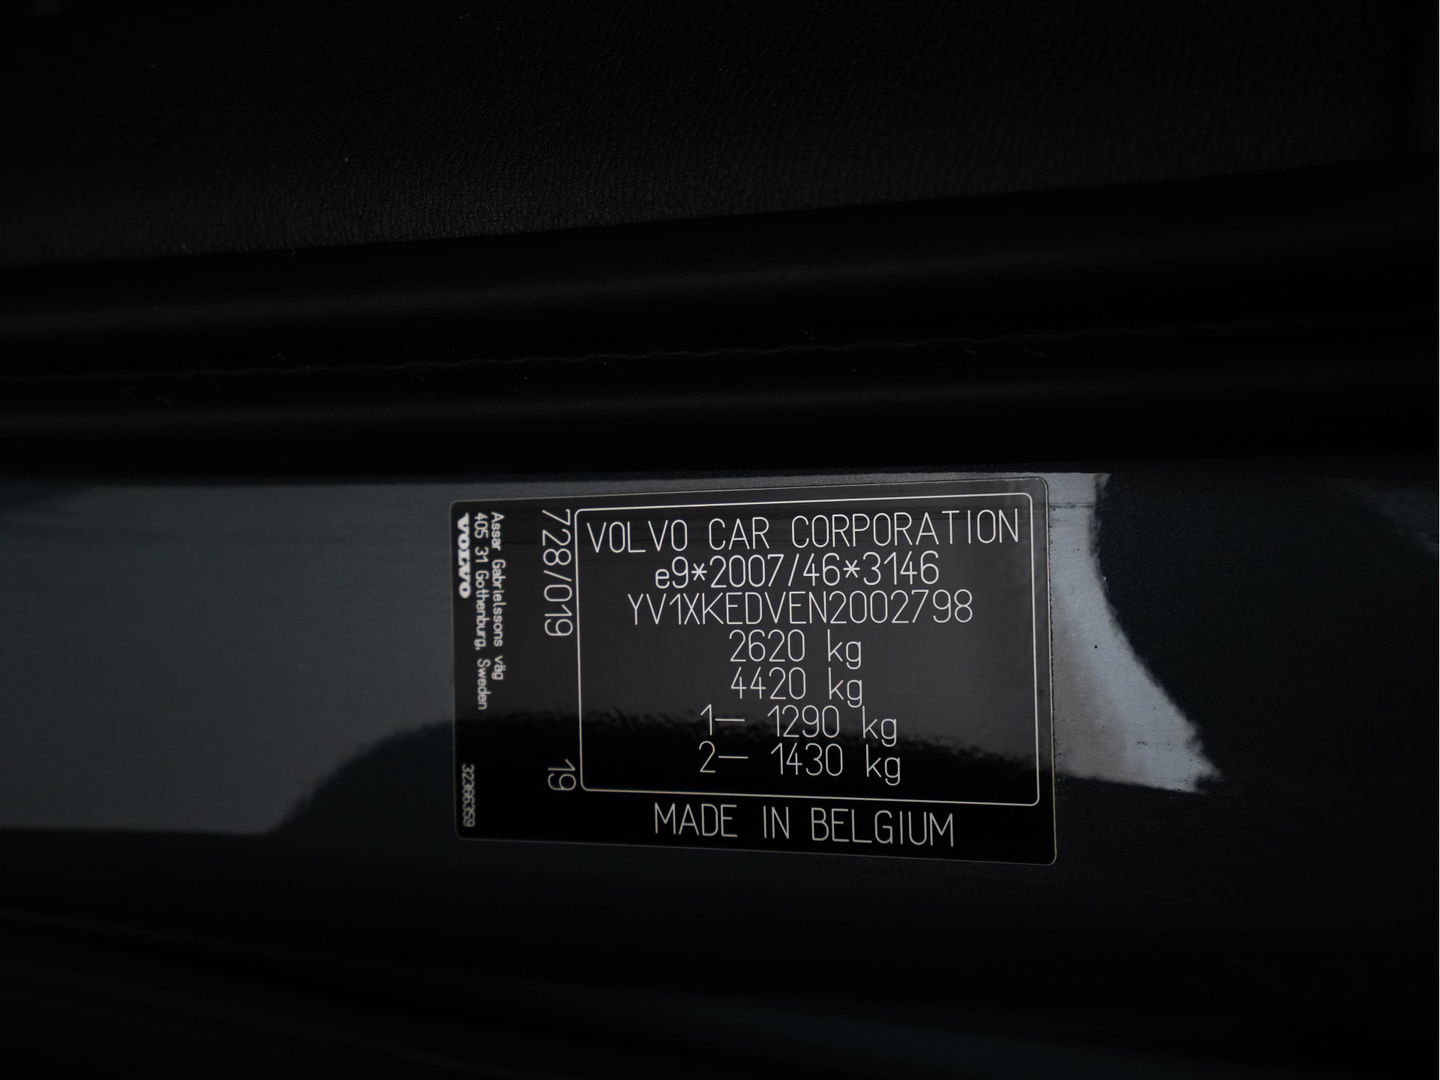 VOLVO CAR CORPORATION
e9*2007/46*3146
YV1XKEDVEN2002798
2620 kg
4420 kg
1— 1290 kg
2— 1430 kg
MADE IN BELGIUM
728/019
19
Assar Gabrielssons väg
405 31 Gothenburg, Sweden
VOLVO
32366359